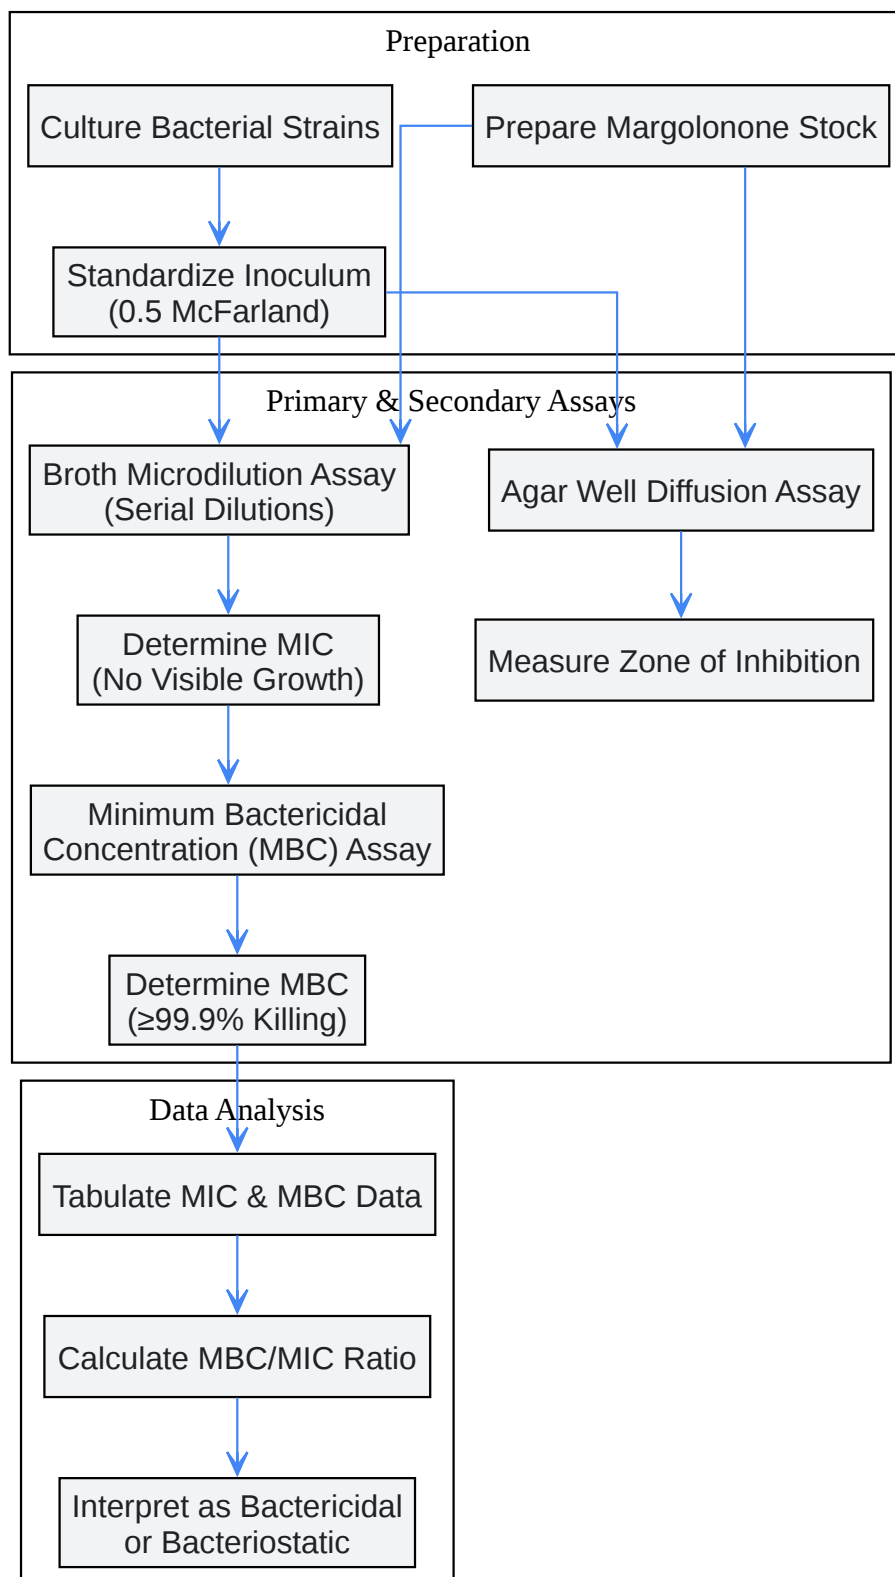 Preparation
Culture Bacterial Strains
Prepare Margolonone Stock
Standardize Inoculum
(0.5 McFarland)
Primary & Secondary Assays
Broth Microdilution Assay
(Serial Dilutions)
Agar Well Diffusion Assay
Determine MIC
(No Visible Growth)
Measure Zone of Inhibition
Minimum Bactericidal
Concentration (MBC) Assay
Determine MBC
(≥99.9% Killing)
Data Analysis
Tabulate MIC & MBC Data
Calculate MBC/MIC Ratio
Interpret as Bactericidal
or Bacteriostatic